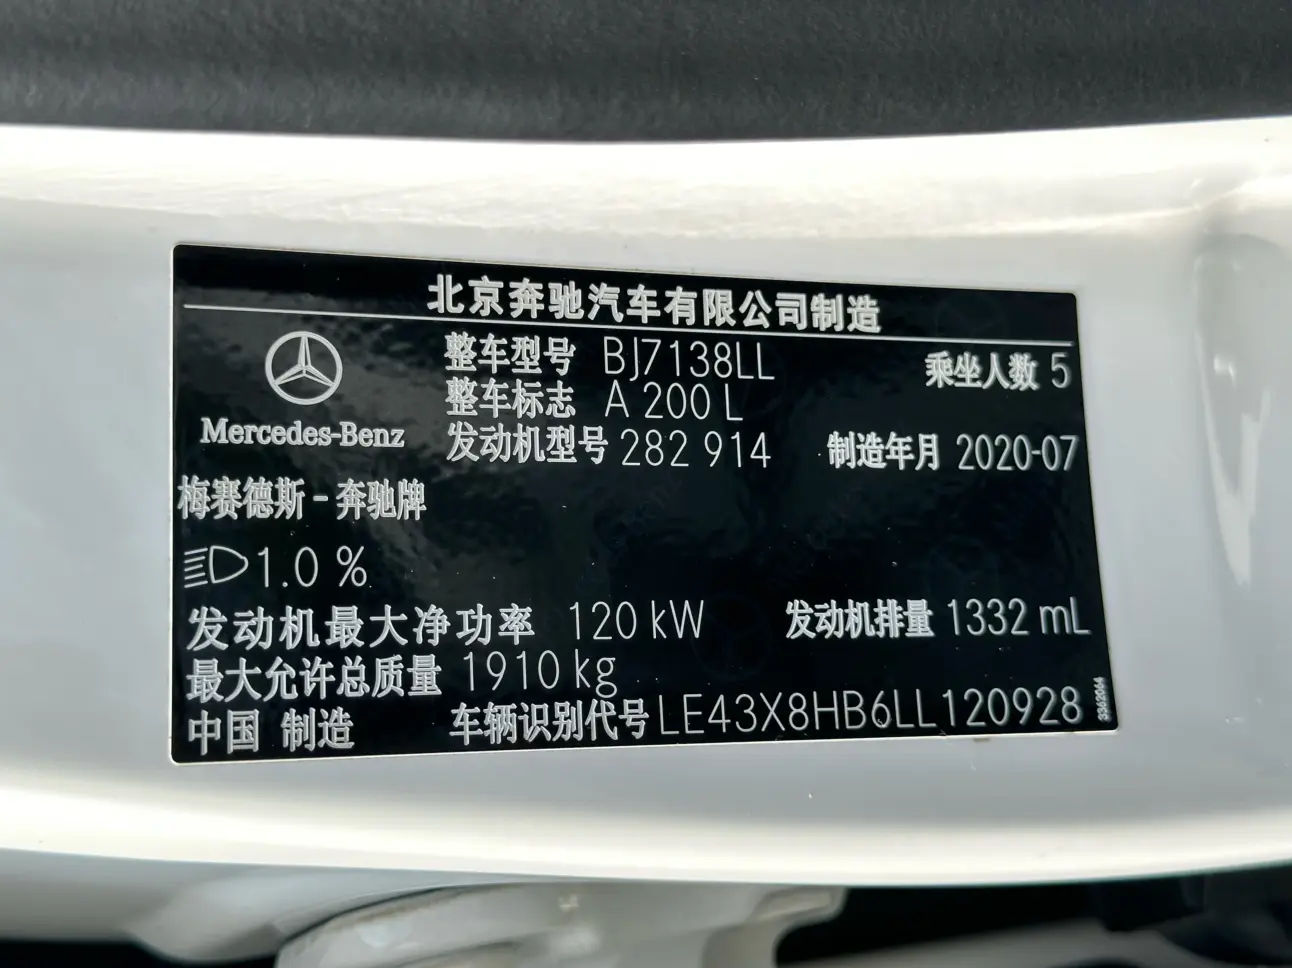 北京奔驰汽车有限公司制造
整车型号 BJ7138LL 乘坐人数 5
整车标志 A 200 L
Mercedes-Benz
发动机型号 282 914 制造年月 2020-07
梅赛德斯-奔驰牌
1.0 %
发动机最大净功率 120 kW 发动机排量 1332 mL
最大允许总质量 1910 kg
中国 制造 车辆识别代号 LE43X8HB6LL120928
3362064